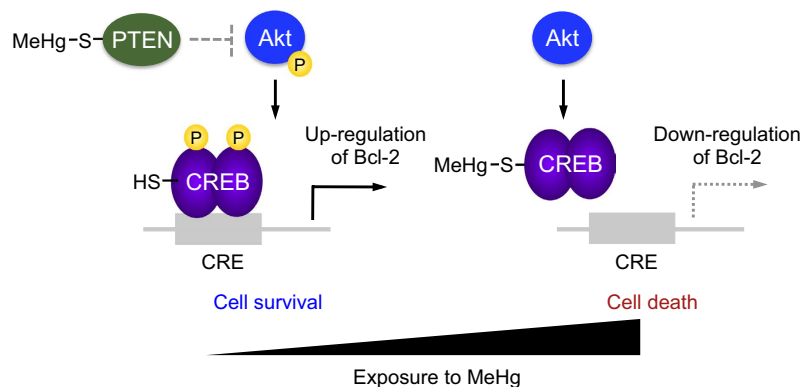 MeHg-S-PTEN
Akt
P
Akt
P P
HS-CREB
Up-regulation
of Bcl-2
MeHg-S-CREB
Down-regulation
of Bcl-2
CRE
CRE
Cell survival
Cell death
Exposure to MeHg